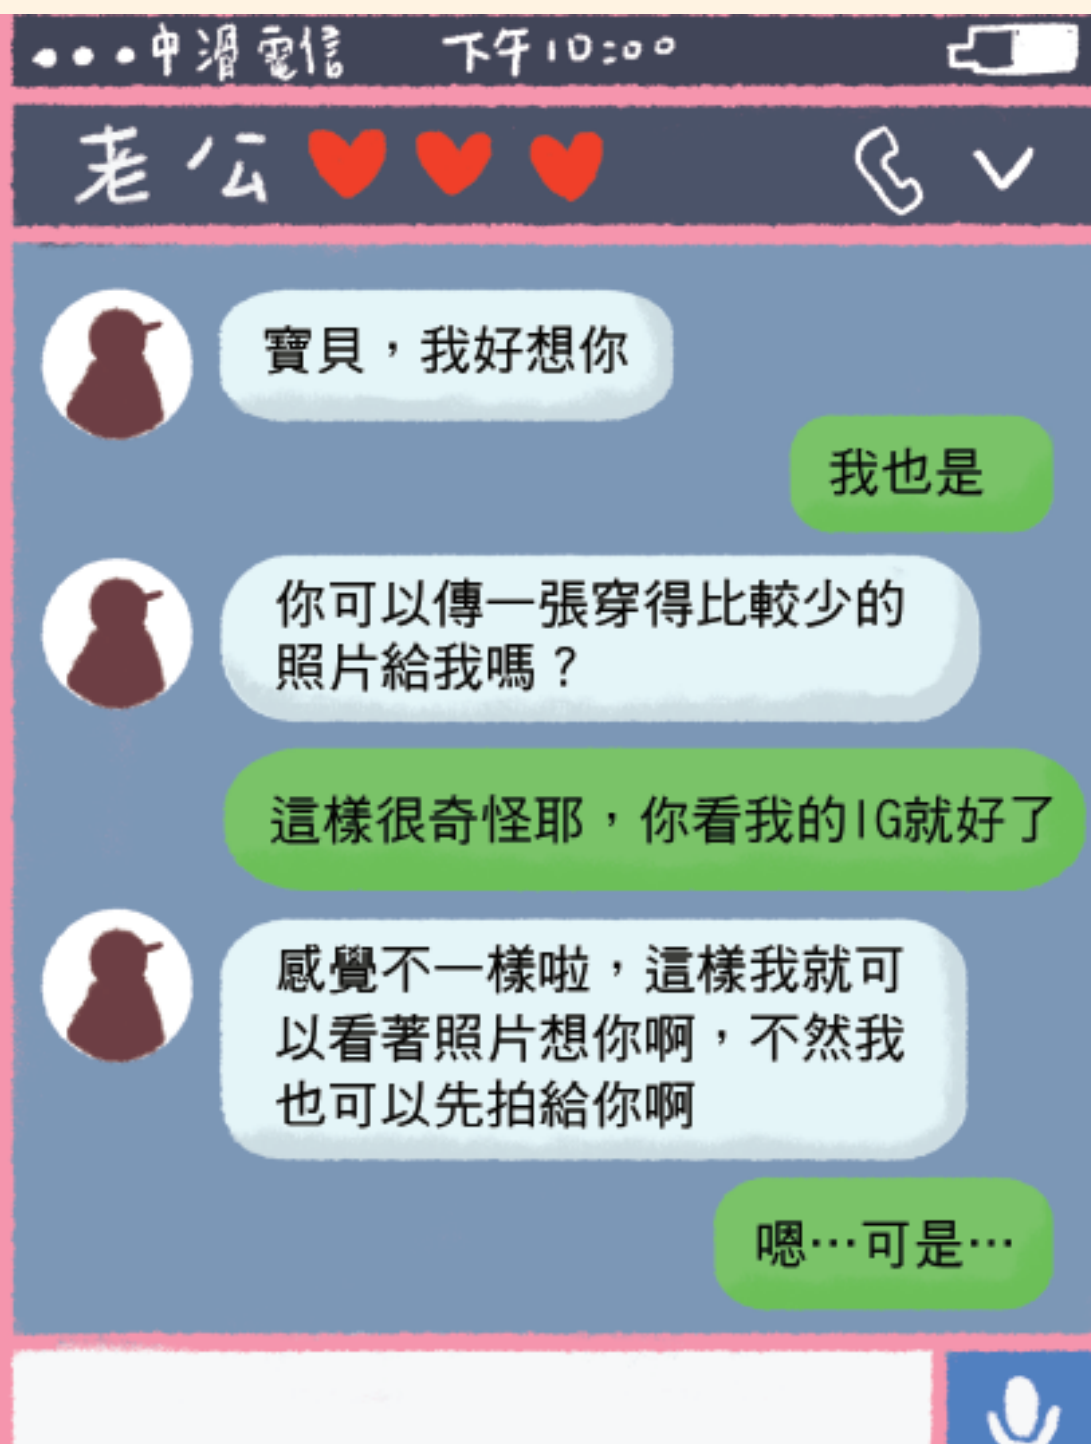 中滑電信 下午10:00
老公
寶貝，我好想你
我也是
你可以傳一張穿得比較少的
照片給我嗎？
這樣很奇怪耶，你看我的IG就好了
感覺不一樣啦，這樣我就可
以看著照片想你啊，不然我
也可以先拍給你啊
嗯…可是…